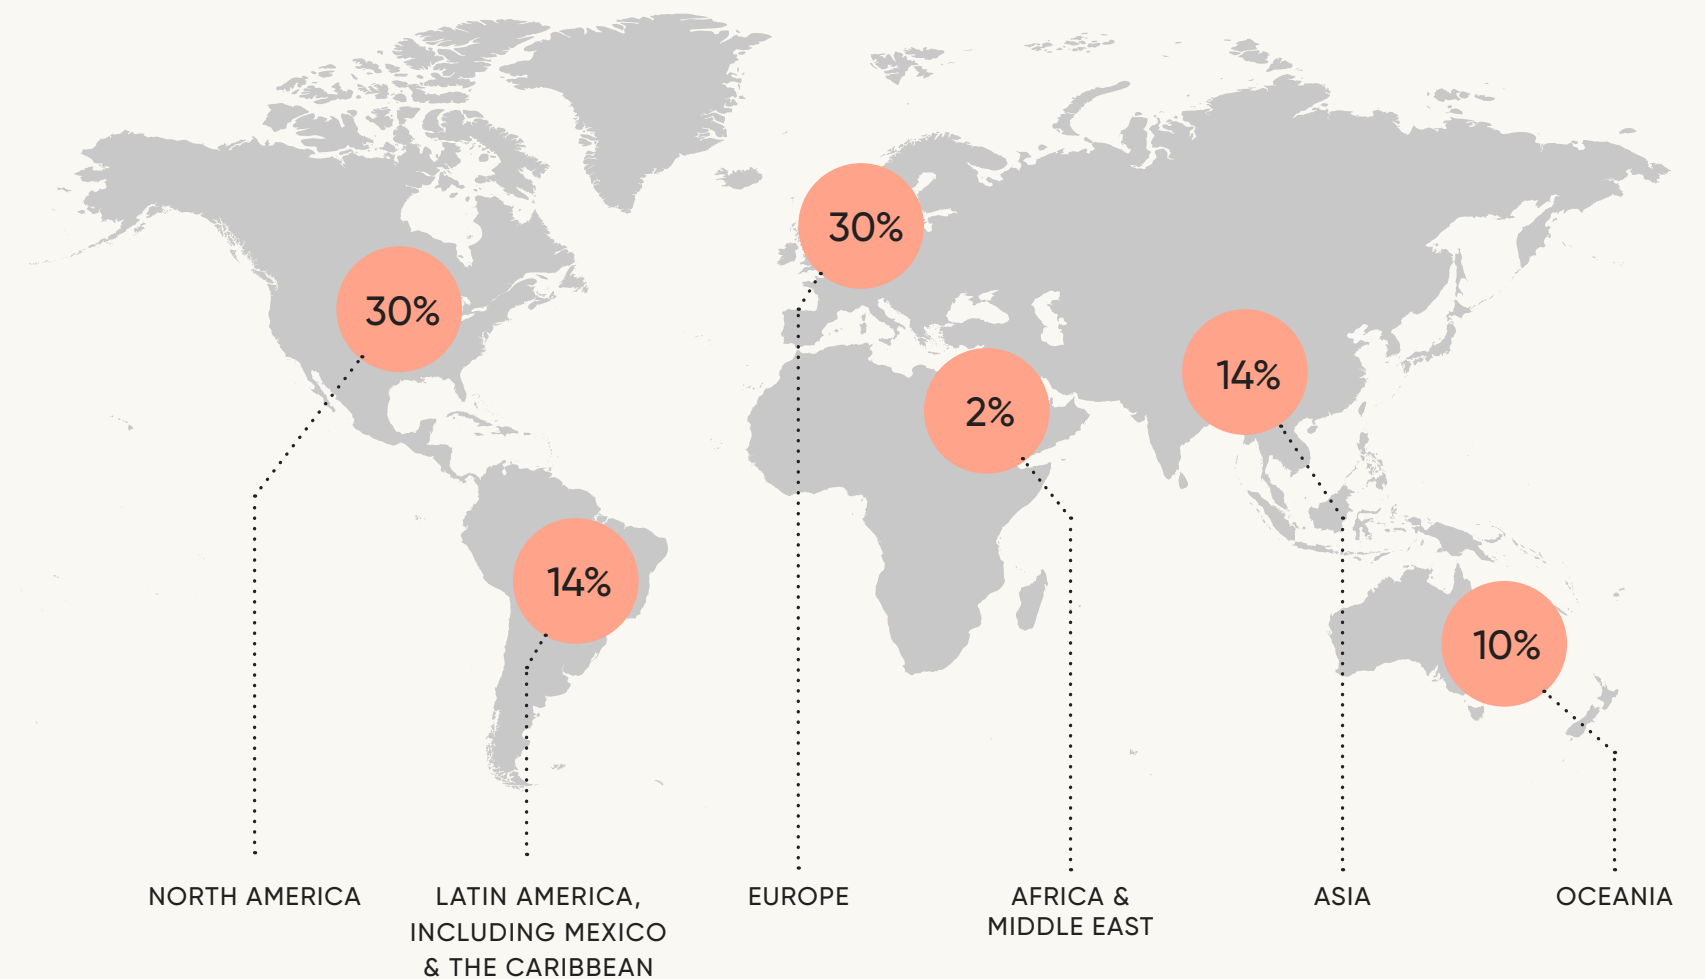 30%
30%
14%
2%
14%
10%
NORTH AMERICA
LATIN AMERICA,
INCLUDING MEXICO
& THE CARIBBEAN
EUROPE
AFRICA &
MIDDLE EAST
ASIA
OCEANIA